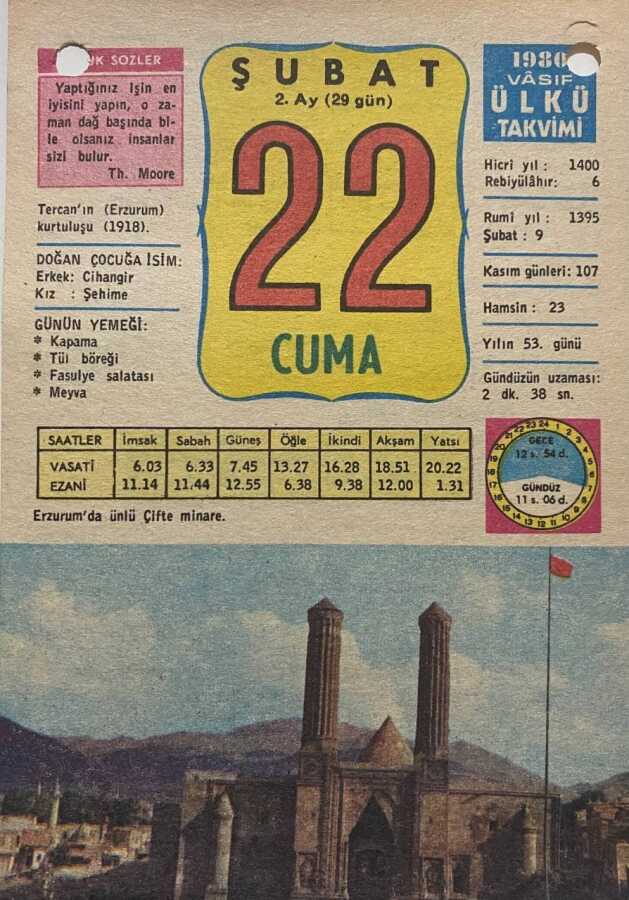 K SÖZLER
Yaptığınız işin en
iyisini yapın, o za-
man dağ başında bi-
le olsanız insanlar
sizi bulur.
Th. Moore
Tercan'ın (Erzurum)
kurtuluşu (1918).
DOĞAN ÇOCUĞA İSİM:
Erkek: Cihangir
Kız : Şehime
GÜNÜN YEMEĞİ:
* Kapama
* Tül böreği
* Fasulye salatası
* Meyva
ŞUBAT
2. Ay (29 gün)
22
CUMA
1980
VÂSIF
ÜLKÜ
TAKVİMİ
Hicrî yıl : 1400
Rebiyülâhır: 6
Rumî yıl : 1395
Şubat : 9
Kasım günleri: 107
Hamsin : 23
Yılın 53. günü
Gündüzün uzaması:
2 dk. 38 sn.
SAATLER İmsak Sabah Güneş Öğle İkindi Akşam Yatsı
VASATÎ 6.03 6.33 7.45 13.27 16.28 18.51 20.22
EZANÎ 11.14 11.44 12.55 6.38 9.38 12.00 1.31
GECE
12 s. 54 d.
GÜNDÜZ
11 s. 06 d.
Erzurum'da ünlü Çifte minare.